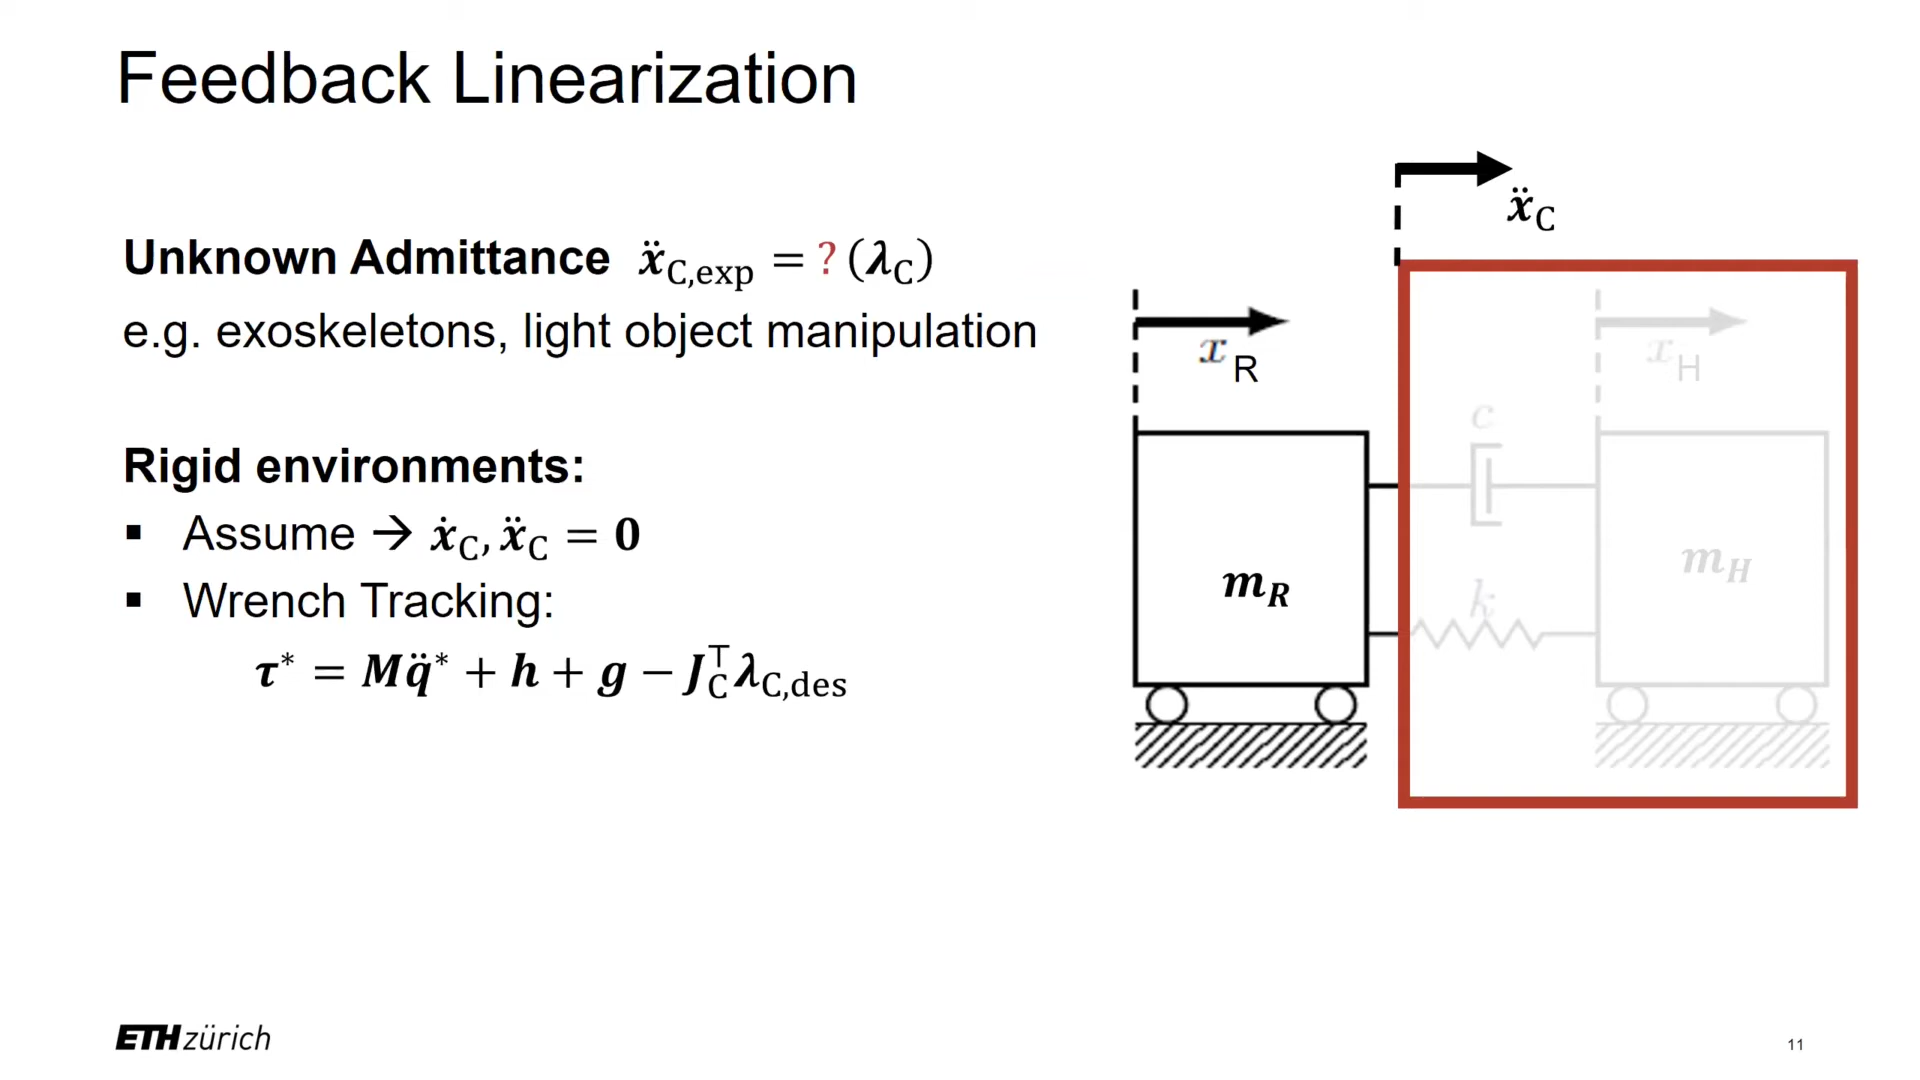 Feedback Linearization
Unknown Admittance ẍ_C,exp = ? (λ_C)
e.g. exoskeletons, light object manipulation
Rigid environments:
▪ Assume → ẋ_C, ẍ_C = 0
▪ Wrench Tracking:
τ* = Mq̈* + h + g − J_C^T λ_C,des
ẍ_C
x_R
x_H
c
m_R
k
m_H
ETH zürich
11